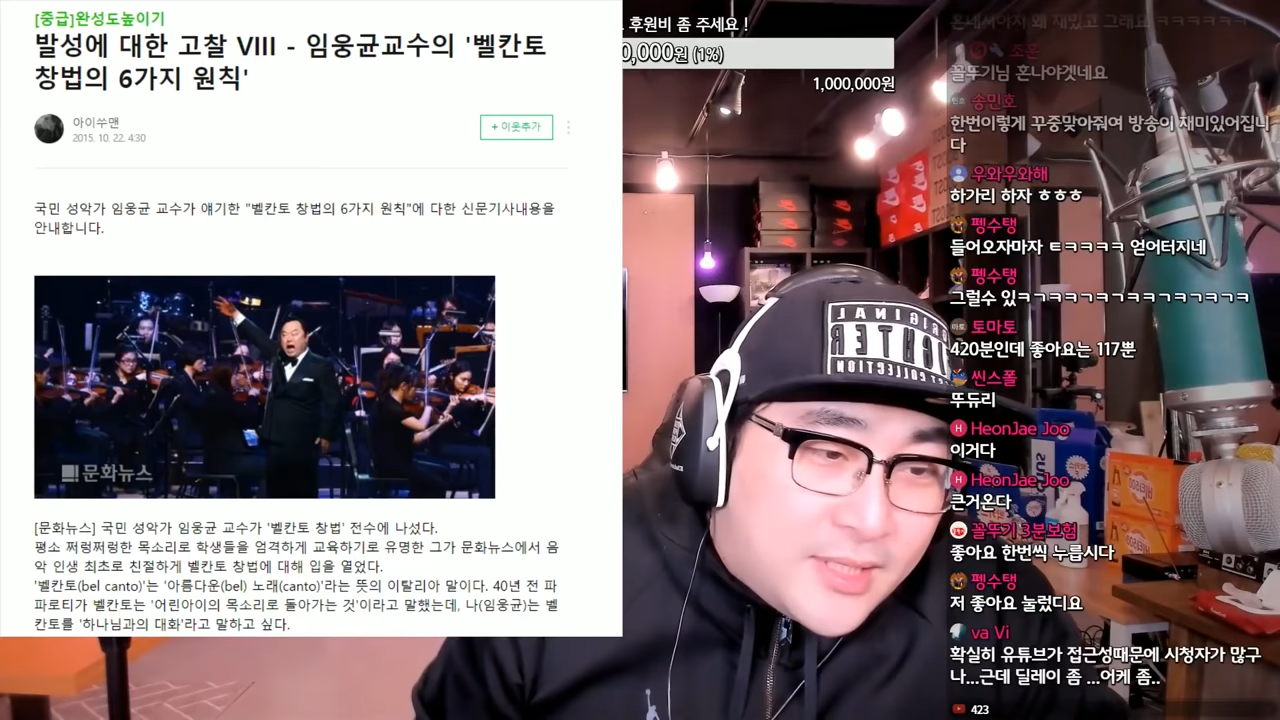 [중급]완성도높이기
발성에 대한 고찰 VIII - 임웅균교수의 '벨칸토
창법의 6가지 원칙'
아이쑤맨
2015. 10. 22. 4:30
+ 이웃추가
국민 성악가 임웅균 교수가 얘기한 "벨칸토 창법의 6가지 원칙"에 다한 신문기사내용을
안내합니다.
문화뉴스
[문화뉴스] 국민 성악가 임웅균 교수가 '벨칸토 창법' 전수에 나섰다.
평소 쩌렁쩌렁한 목소리로 학생들을 엄격하게 교육하기로 유명한 그가 문화뉴스에서 음
악 인생 최초로 친절하게 벨칸토 창법에 대해 입을 열었다.
'벨칸토(bel canto)'는 '아름다운(bel) 노래(canto)'라는 뜻의 이탈리아 말이다. 40년 전 파
파로티가 벨칸토는 '어린아이의 목소리로 돌아가는 것'이라고 말했는데, 나(임웅균)는 벨
칸토를 '하나님과의 대화'라고 말하고 싶다.
후원비 좀 주세요 !
0,000원 (1%)
1,000,000원
ORIGINAL
FIGHTER
COLLECTION
꼴뚜기님 혼나야겟네요
송민호
한번이렇게 꾸중맞아줘여 방송이 재미있어집니
다
우와우와해
하가리 하자 ㅎㅎㅎ
펭수탱
들어오자마자 ㅌㅋㅋㅋㅋ 얻어터지네
펭수탱
그럴수 있ㅋㄱㅋㄱㅋㄱㅋㄱㅋㄱㅋㄱㅋ
마토 토마토
420분인데 좋아요는 117뿐
씬스폴
뚜듀리
H HeonJae Joo
이거다
H HeonJae Joo
큰거온다
꼴뚜기 3분보험
좋아요 한번씩 누릅시다
펭수탱
저 좋아요 눌렀디요
va Vi
확실히 유튜브가 접근성때문에 시청자가 많구
나...근데 딜레이 좀 ...어케 좀..
423